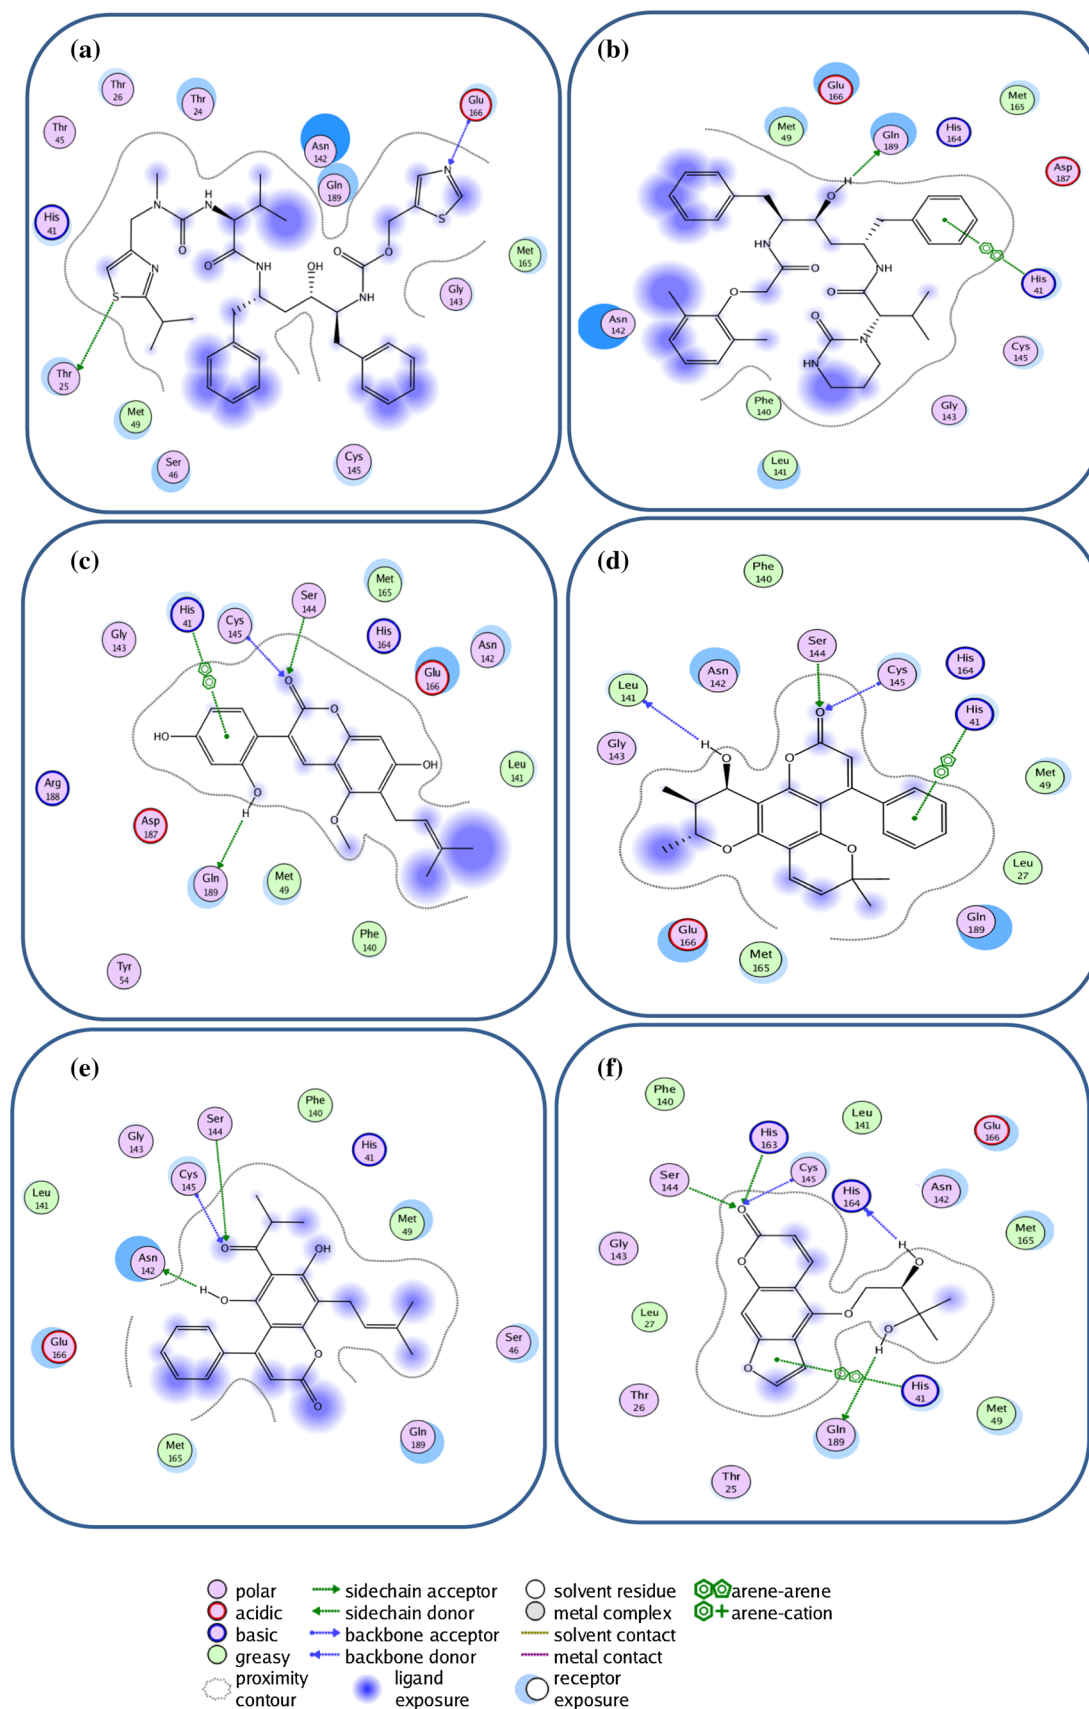 (a)
Thr
26
Thr
24
Thr
45
Glu
166
Asn
142
Gln
189
His
41
Met
165
Gly
143
Thr
25
Met
49
Ser
46
Cys
145
N
N
H
N
O
O
NH
OH
O
O
NH
N
S
N
S
(b)
Glu
166
Met
165
Met
49
Gln
189
His
164
Asp
187
His
41
Asn
142
Cys
145
Phe
140
Gly
143
Leu
141
H
O
NH
O
O
NH
O
O
N
HN
(c)
His
41
Cys
145
Ser
144
Met
165
Gly
143
His
164
Asn
142
Glu
166
Leu
141
Arg
188
Asp
187
Gln
189
Met
49
Phe
140
Tyr
54
O
O
O
HO
OH
O
H
O
(d)
Phe
140
Ser
144
Asn
142
Cys
145
His
164
Leu
141
His
41
Gly
143
Met
49
Leu
27
Glu
166
Gln
189
Met
165
H
O
O
O
O
O
(e)
Phe
140
Ser
144
Gly
143
His
41
Cys
145
Leu
141
Met
49
Asn
142
Glu
166
Ser
46
Met
165
Gln
189
O
OH
H
O
O
O
(f)
Phe
140
Leu
141
Glu
166
His
163
Ser
144
Cys
145
His
164
Asn
142
Met
165
Gly
143
Leu
27
Thr
26
His
41
Met
49
Gln
189
Thr
25
O
O
H
O
O
O
H
O
polar
acidic
basic
greasy
proximity
contour
sidechain acceptor
sidechain donor
backbone acceptor
backbone donor
ligand
exposure
solvent residue
metal complex
solvent contact
metal contact
receptor
exposure
arene-arene
arene-cation